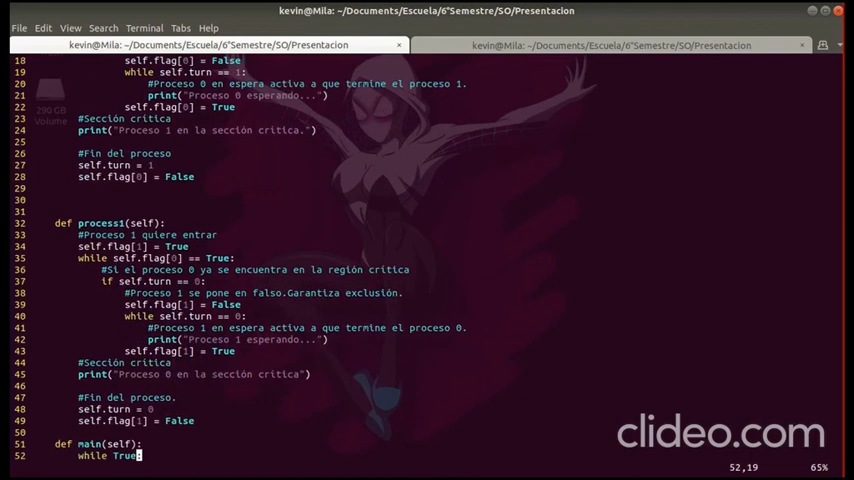 kevin@Mila: ~/Documents/Escuela/6°Semestre/SO/Presentacion
File Edit View Search Terminal Tabs Help
kevin@Mila: ~/Documents/Escuela/6°Semestre/SO/Presentacion × kevin@Mila: ~/Documents/Escuela/6°Semestre/SO/Presentacion ×
18 self.flag[0] = False
19 while self.turn == 1:
20 #Proceso 0 en espera activa a que termine el proceso 1.
21 print("Proceso 0 esperando...")
22 self.flag[0] = True
23 #Sección critica
24 print("Proceso 1 en la sección critica.")
25
26 #Fin del proceso
27 self.turn = 1
28 self.flag[0] = False
29
30
31
32 def process1(self):
33 #Proceso 1 quiere entrar
34 self.flag[1] = True
35 while self.flag[0] == True:
36 #Si el proceso 0 ya se encuentra en la región critica
37 if self.turn == 0:
38 #Proceso 1 se pone en falso.Garantiza exclusión.
39 self.flag[1] = False
40 while self.turn == 0:
41 #Proceso 1 en espera activa a que termine el proceso 0.
42 print("Proceso 1 esperando...")
43 self.flag[1] = True
44 #Sección critica
45 print("Proceso 0 en la sección critica")
46
47 #Fin del proceso.
48 self.turn = 0
49 self.flag[1] = False
50
51 def main(self):
52 while True:
52,19 65%
290 GB
Volume
clideo.com